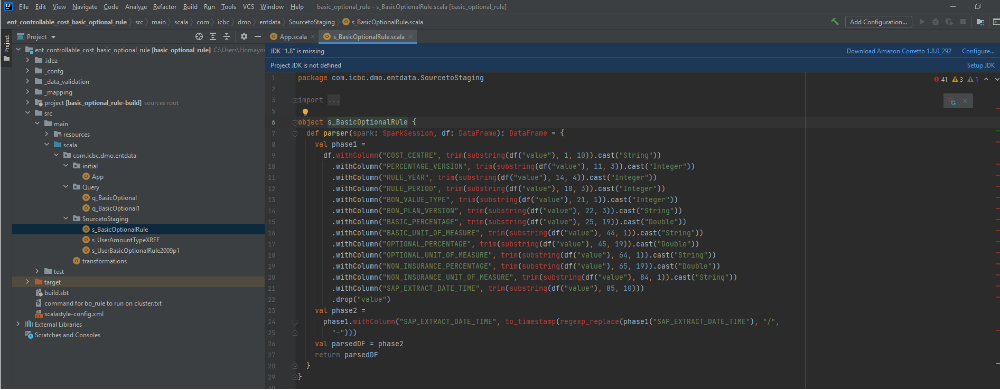 IJ File Edit View Navigate Code Analyze Refactor Build Run Tools VCS Window Help basic_optional_rule - s_BasicOptionalRule.scala [basic_optional_rule]
ent_controllable_cost_basic_optional_rule src main scala com icbc dmo entdata SourcetoStaging s_BasicOptionalRule.scala Add Configuration...
Project
Project
App.scala s_BasicOptionalRule.scala
ent_controllable_cost_basic_optional_rule [basic_optional_rule] C:\Users\Homayou
.idea
_confg
_data_validation
_mapping
project [basic_optional_rule-build] sources root
src
main
resources
scala
com.icbc.dmo.entdata
initial
App
Query
q_BasicOptional
q_BasicOptional1
SourcetoStaging
s_BasicOptionalRule
s_UserAmountTypeXREF
s_UserBasicOptionalRule2009p1
transformations
test
target
build.sbt
command for bo_rule to run on cluster.txt
scalastyle-config.xml
External Libraries
Scratches and Consoles
JDK "1.8" is missing Download Amazon Corretto 1.8.0_292 Configure...
Project JDK is not defined Setup JDK
41 3 1
1 package com.icbc.dmo.entdata.SourcetoStaging
2
3 import ...
5
6 object s_BasicOptionalRule {
7 def parser(spark: SparkSession, df: DataFrame): DataFrame = {
8 val phase1 =
9 df.withColumn("COST_CENTRE", trim(substring(df("value"), 1, 10)).cast("String"))
10 .withColumn("PERCENTAGE_VERSION", trim(substring(df("value"), 11, 3)).cast("Integer"))
11 .withColumn("RULE_YEAR", trim(substring(df("value"), 14, 4)).cast("Integer"))
12 .withColumn("RULE_PERIOD", trim(substring(df("value"), 18, 3)).cast("Integer"))
13 .withColumn("BON_VALUE_TYPE", trim(substring(df("value"), 21, 1)).cast("Integer"))
14 .withColumn("BON_PLAN_VERSION", trim(substring(df("value"), 22, 3)).cast("String"))
15 .withColumn("BASIC_PERCENTAGE", trim(substring(df("value"), 25, 19)).cast("Double"))
16 .withColumn("BASIC_UNIT_OF_MEASURE", trim(substring(df("value"), 44, 1)).cast("String"))
17 .withColumn("OPTIONAL_PERCENTAGE", trim(substring(df("value"), 45, 19)).cast("Double"))
18 .withColumn("OPTIONAL_UNIT_OF_MEASURE", trim(substring(df("value"), 64, 1)).cast("String"))
19 .withColumn("NON_INSURANCE_PERCENTAGE", trim(substring(df("value"), 65, 19)).cast("Double"))
20 .withColumn("NON_INSURANCE_UNIT_OF_MEASURE", trim(substring(df("value"), 84, 1)).cast("String"))
21 .withColumn("SAP_EXTRACT_DATE_TIME", trim(substring(df("value"), 85, 10)))
22 .drop("value")
23 val phase2 =
24 phase1.withColumn("SAP_EXTRACT_DATE_TIME", to_timestamp(regexp_replace(phase1("SAP_EXTRACT_DATE_TIME"), "/",
25 "-")))
26 val parsedDF = phase2
27 return parsedDF
28 }
29 }
30